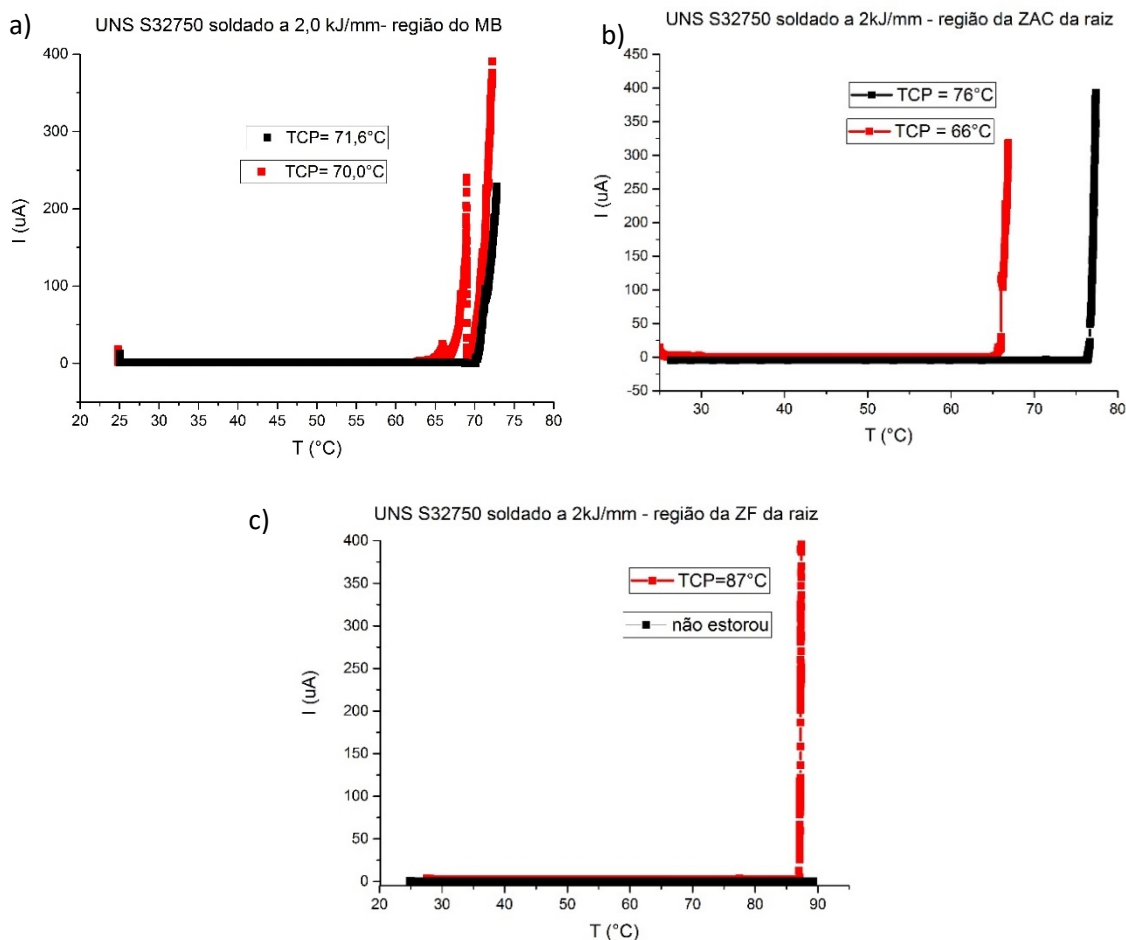 a)
UNS S32750 soldado a 2,0 kJ/mm- região do MB
400
300
200
100
0
I (uA)
TCP= 71,6°C
TCP= 70,0°C
20 25 30 35 40 45 50 55 60 65 70 75 80
T (°C)
b)
UNS S32750 soldado a 2kJ/mm - região da ZAC da raiz
450
400
350
300
250
200
150
100
50
0
-50
I (uA)
TCP = 76°C
TCP = 66°C
30 40 50 60 70 80
T (°C)
c)
UNS S32750 soldado a 2kJ/mm - região da ZF da raiz
400
350
300
250
200
150
100
50
0
I (uA)
TCP=87°C
não estorou
20 30 40 50 60 70 80 90
T (°C)